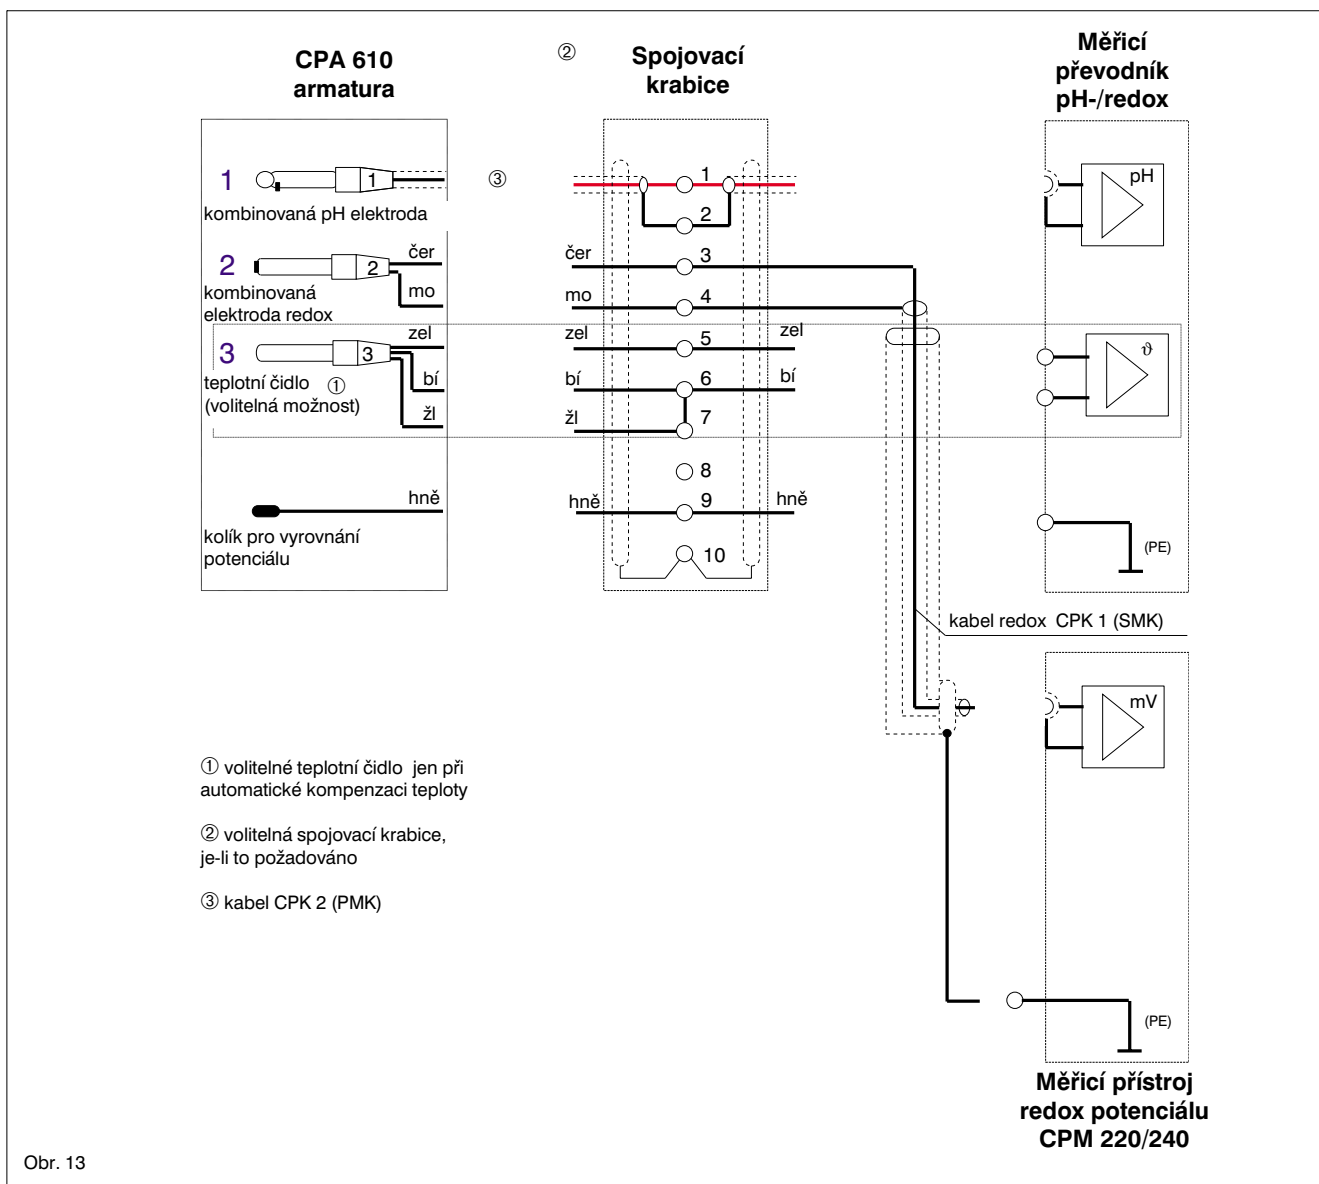 CPA 610
armatura
②
Spojovací
krabice
Měřicí
převodník
pH-/redox
1
1
kombinovaná pH elektroda
③
1
2
pH
2
2
čer
mo
kombinovaná
elektroda redox
čer
3
mo
4
3
3
zel
bí
žl
teplotní čidlo ①
(volitelná možnost)
zel
5
zel
bí
6
bí
žl
7
ϑ
8
hně
kolík pro vyrovnání
potenciálu
hně
9
hně
10
(PE)
kabel redox CPK 1 (SMK)
mV
① volitelné teplotní čidlo jen při
automatické kompenzaci teploty
② volitelná spojovací krabice,
je-li to požadováno
③ kabel CPK 2 (PMK)
(PE)
Měřicí přístroj
redox potenciálu
CPM 220/240
Obr. 13